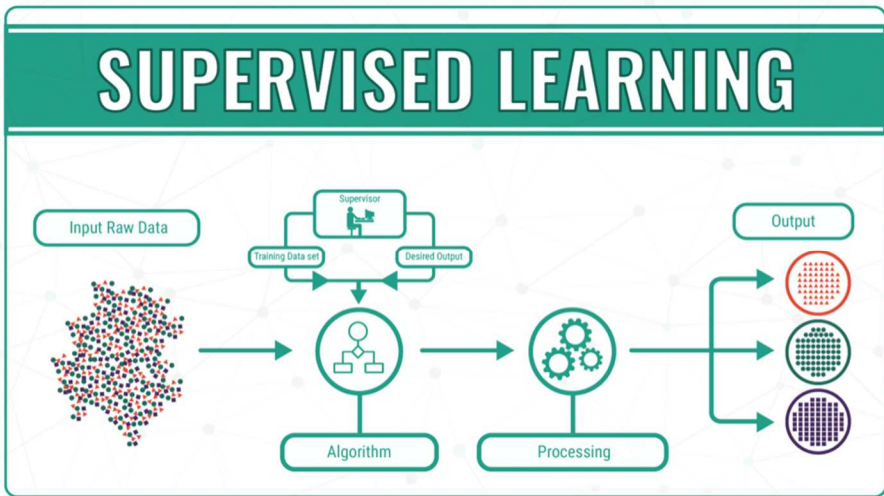 SUPERVISED LEARNING
Supervisor
Input Raw Data
Output
Training Data set
Desired Output
Algorithm
Processing